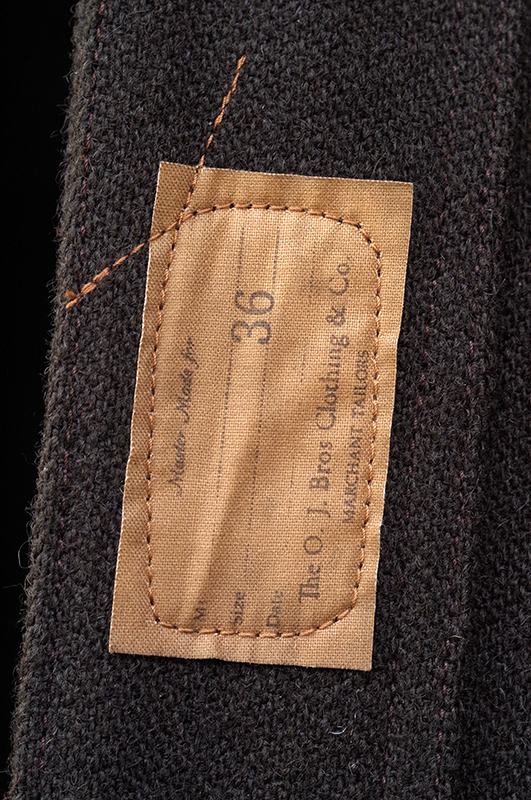 Master Made for
M.
Size 36
Date
The O. J. Bros Clothing & Co.
MARCHANT TAILORS